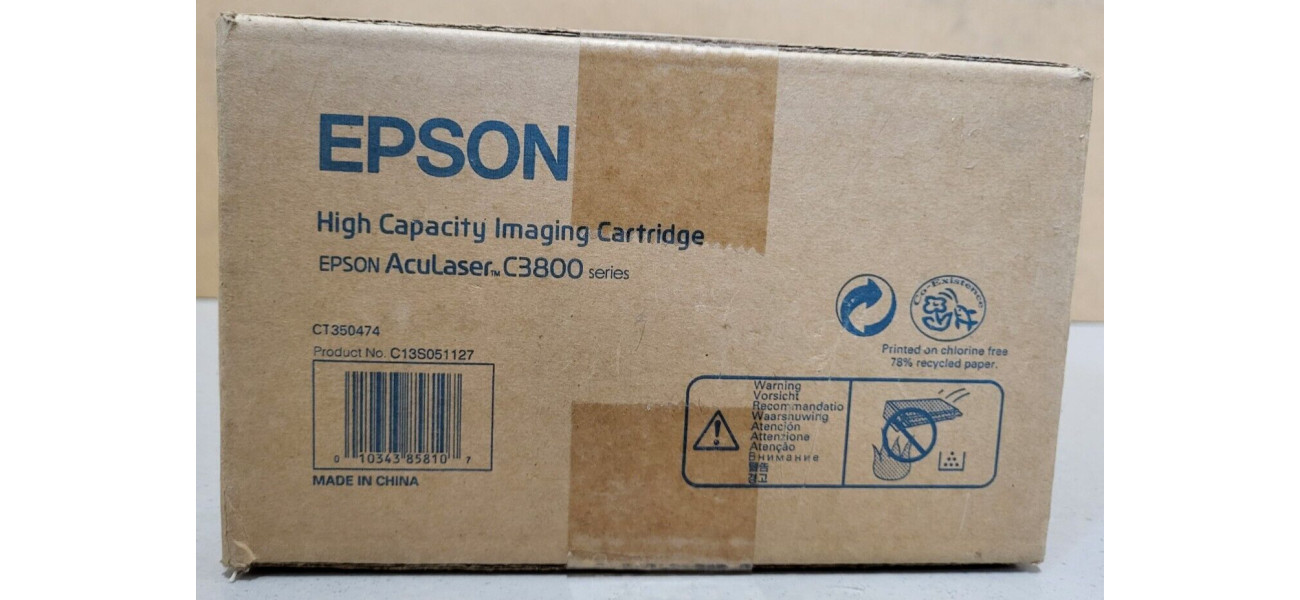 EPSON
High Capacity Imaging Cartridge
EPSON AcuLaser™ C3800 series
CT350474
Product No. C13S051127
0 10343 85810 7
MADE IN CHINA
Co-Existence
Printed on chlorine free
78% recycled paper.
Warning
Vorsicht
Recommandatio
Waarsnuwing
Atención
Attenzione
Atenção
Внимание
警告
경고